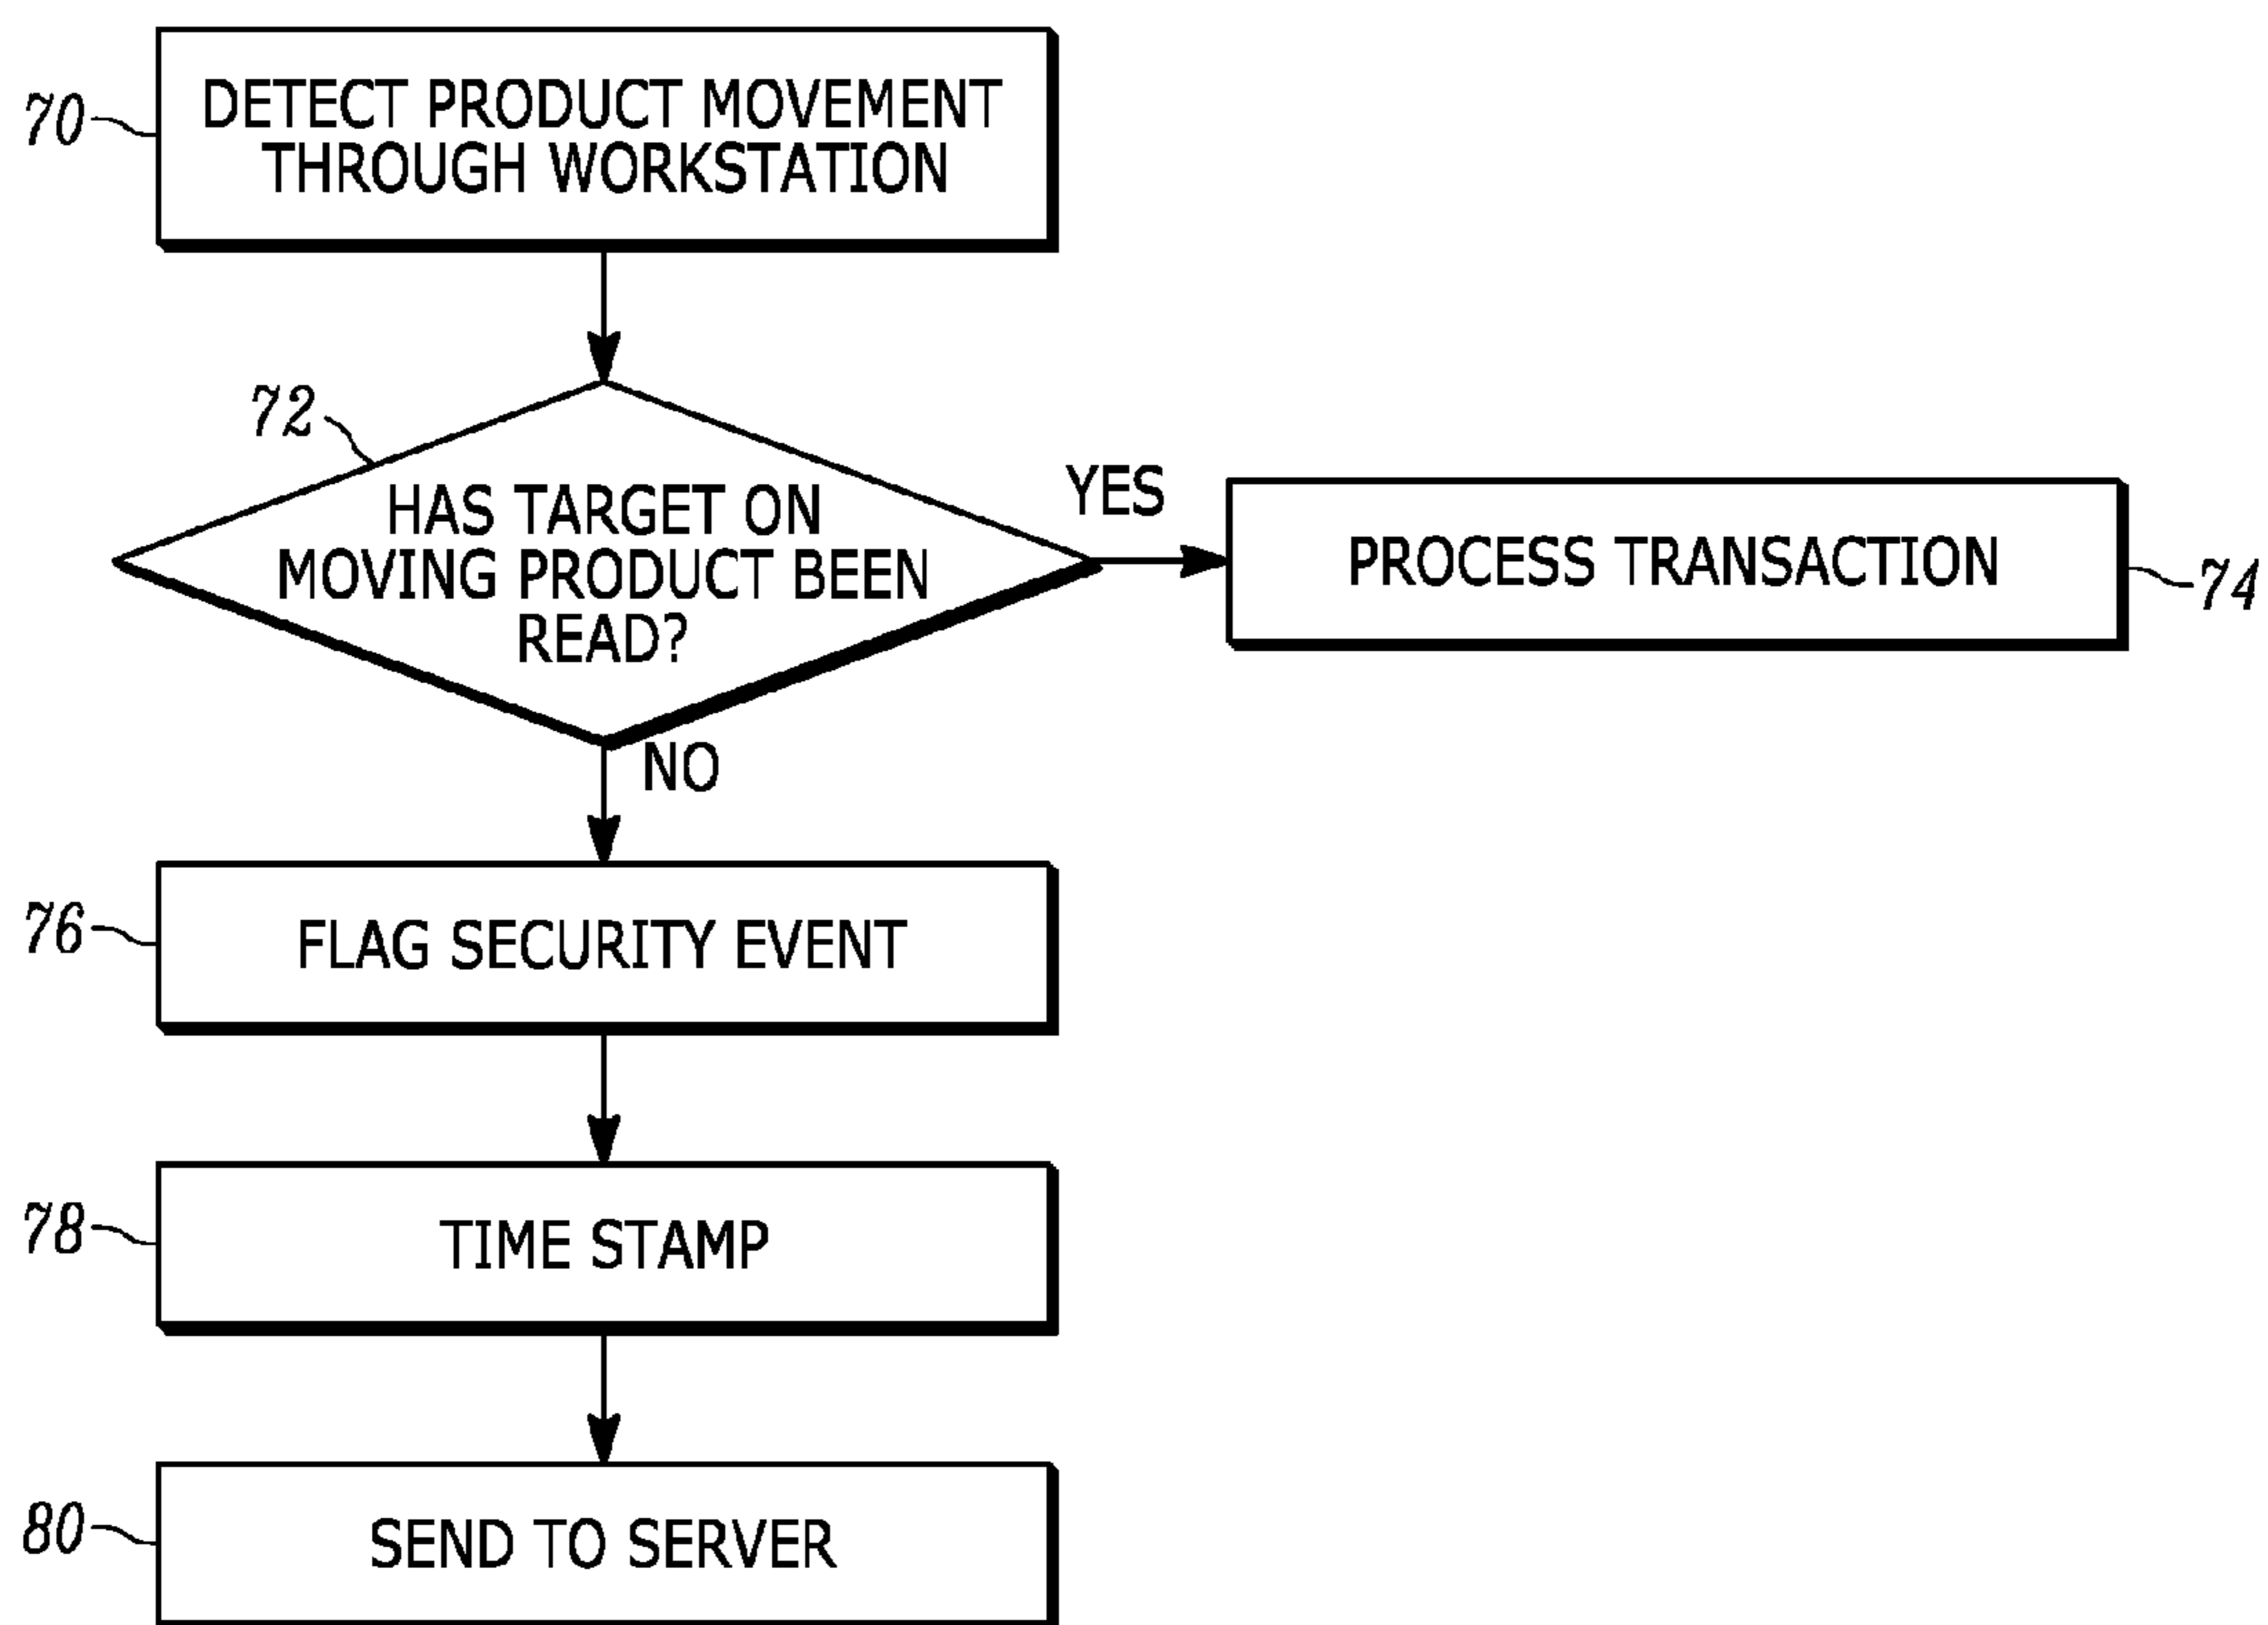 70
DETECT PRODUCT MOVEMENT
THROUGH WORKSTATION
72
HAS TARGET ON
MOVING PRODUCT BEEN
READ?
YES
PROCESS TRANSACTION
74
NO
76
FLAG SECURITY EVENT
78
TIME STAMP
80
SEND TO SERVER